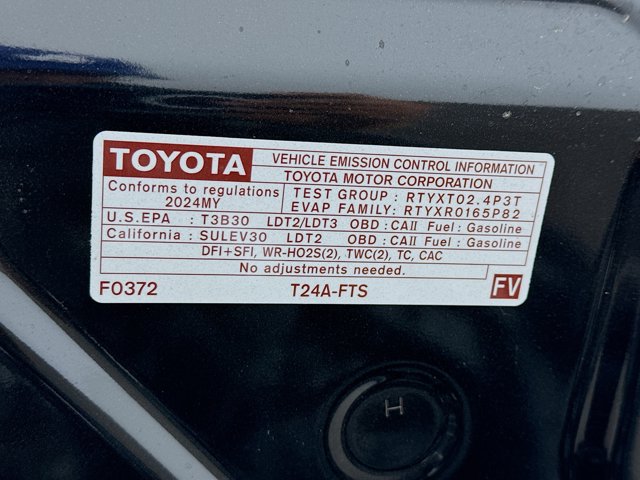 TOYOTA
VEHICLE EMISSION CONTROL INFORMATION
TOYOTA MOTOR CORPORATION
Conforms to regulations
2024MY
TEST GROUP : RTYXT02.4P3T
EVAP FAMILY: RTYXR0165P82
U.S.EPA : T3B30 LDT2/LDT3 OBD : CAII Fuel : Gasoline
California : SULEV30 LDT2 OBD : CAII Fuel : Gasoline
DFI+SFI, WR-HO2S(2), TWC(2), TC, CAC
No adjustments needed.
F0372 T24A-FTS FV
H